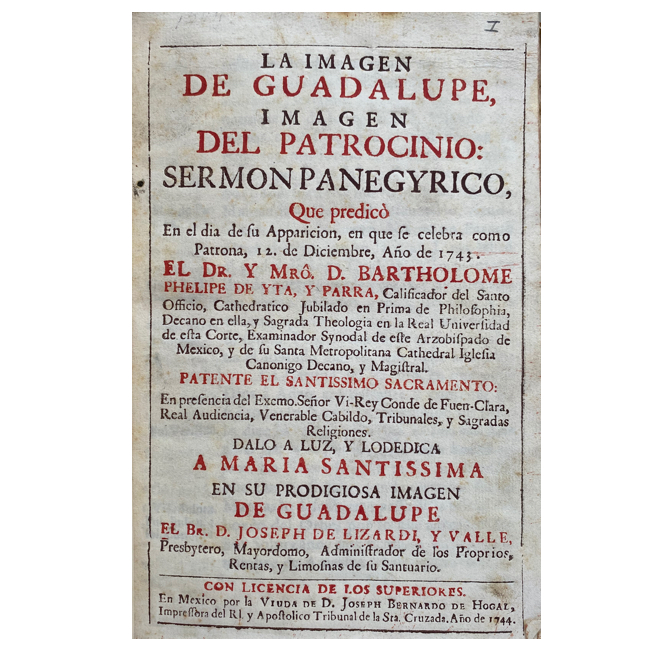 I
LA IMAGEN
DE GUADALUPE,
IMAGEN
DEL PATROCINIO:
SERMON PANEGYRICO,
Que predicò
En el dia de ſu Apparicion, en que ſe celebra como
Patrona, 12. de Diciembre, Año de 1743.
EL DR. Y MRÔ. D. BARTHOLOME
PHELIPE DE YTA, Y PARRA, Calificador del Santo
Officio, Cathedratico Jubilado en Prima de Philoſophia,
Decano en ella, y Sagrada Theologia en la Real Univerſidad
de eſta Corte, Examinador Synodal de eſte Arzobiſpado de
Mexico, y de ſu Santa Metropolitana Cathedral Igleſia
Canonigo Decano, y Magiſtral.
PATENTE EL SANTISSIMO SACRAMENTO:
En preſencia del Excmo. Señor Vi-Rey Conde de Fuen-Clara,
Real Audiencia, Venerable Cabildo, Tribunales, y Sagradas
Religiones.
DALO A LUZ, Y LODEDICA
A MARIA SANTISSIMA
EN SU PRODIGIOSA IMAGEN
DE GUADALUPE
EL BR. D. JOSEPH DE LIZARDI, Y VALLE,
Presbytero, Mayordomo, Adminiſtrador de los Proprios,
Rentas, y Limoſnas de ſu Santuario.
CON LICENCIA DE LOS SUPERIORES.
En Mexico por la VIUDA DE D. JOSEPH BERNARDO DE HOGAL,
Impreſſora del Rl. y Apoſtolico Tribunal de la Sta. Cruzada. Año de 1744.